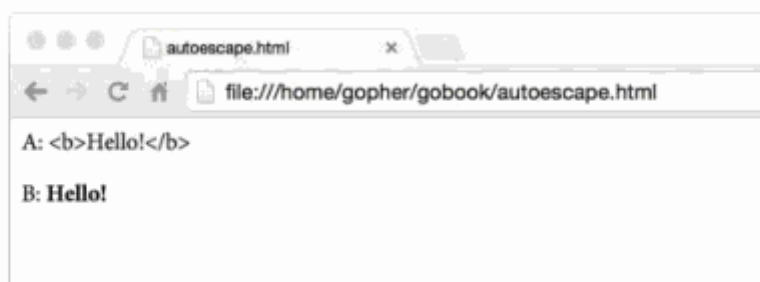 autoescape.html
file:///home/gopher/gobook/autoescape.html
A: <b>Hello!</b>
B: Hello!